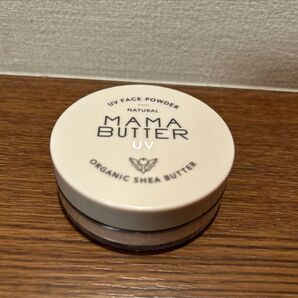 UV FACE POWDER
NATURAL
MAMA
BUTTER
UV
ORGANIC SHEA BUTTER